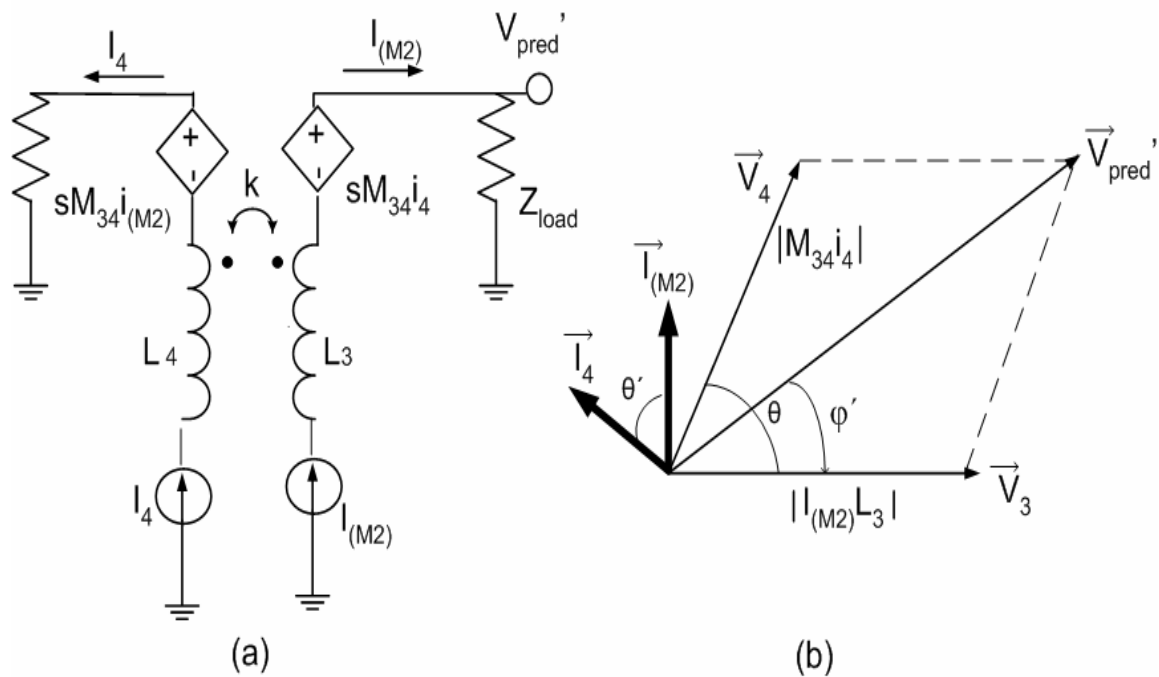 I₄
I₍M2₎
Vpred’
+
-
+
-
sM₃₄i₍M2₎
k
sM₃₄i₄
Zload
L₄
L₃
I₄
I₍M2₎
(a)
V₄
Vpred’
|M₃₄i₄|
I₍M2₎
I₄
θ′
θ
φ′
V₃
|I₍M2₎L₃|
(b)